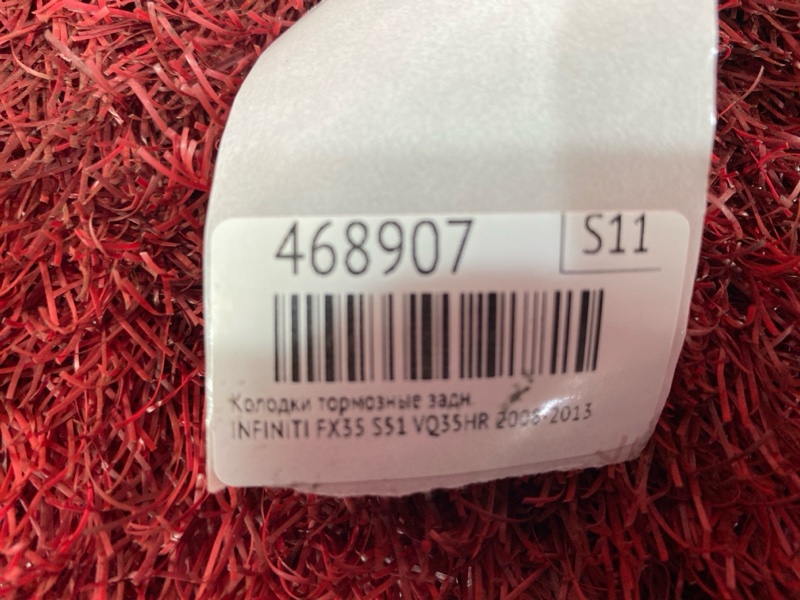 468907
S11
Колодки тормозные задн.
INFINITI FX35 S51 VQ35HR 2008-2013